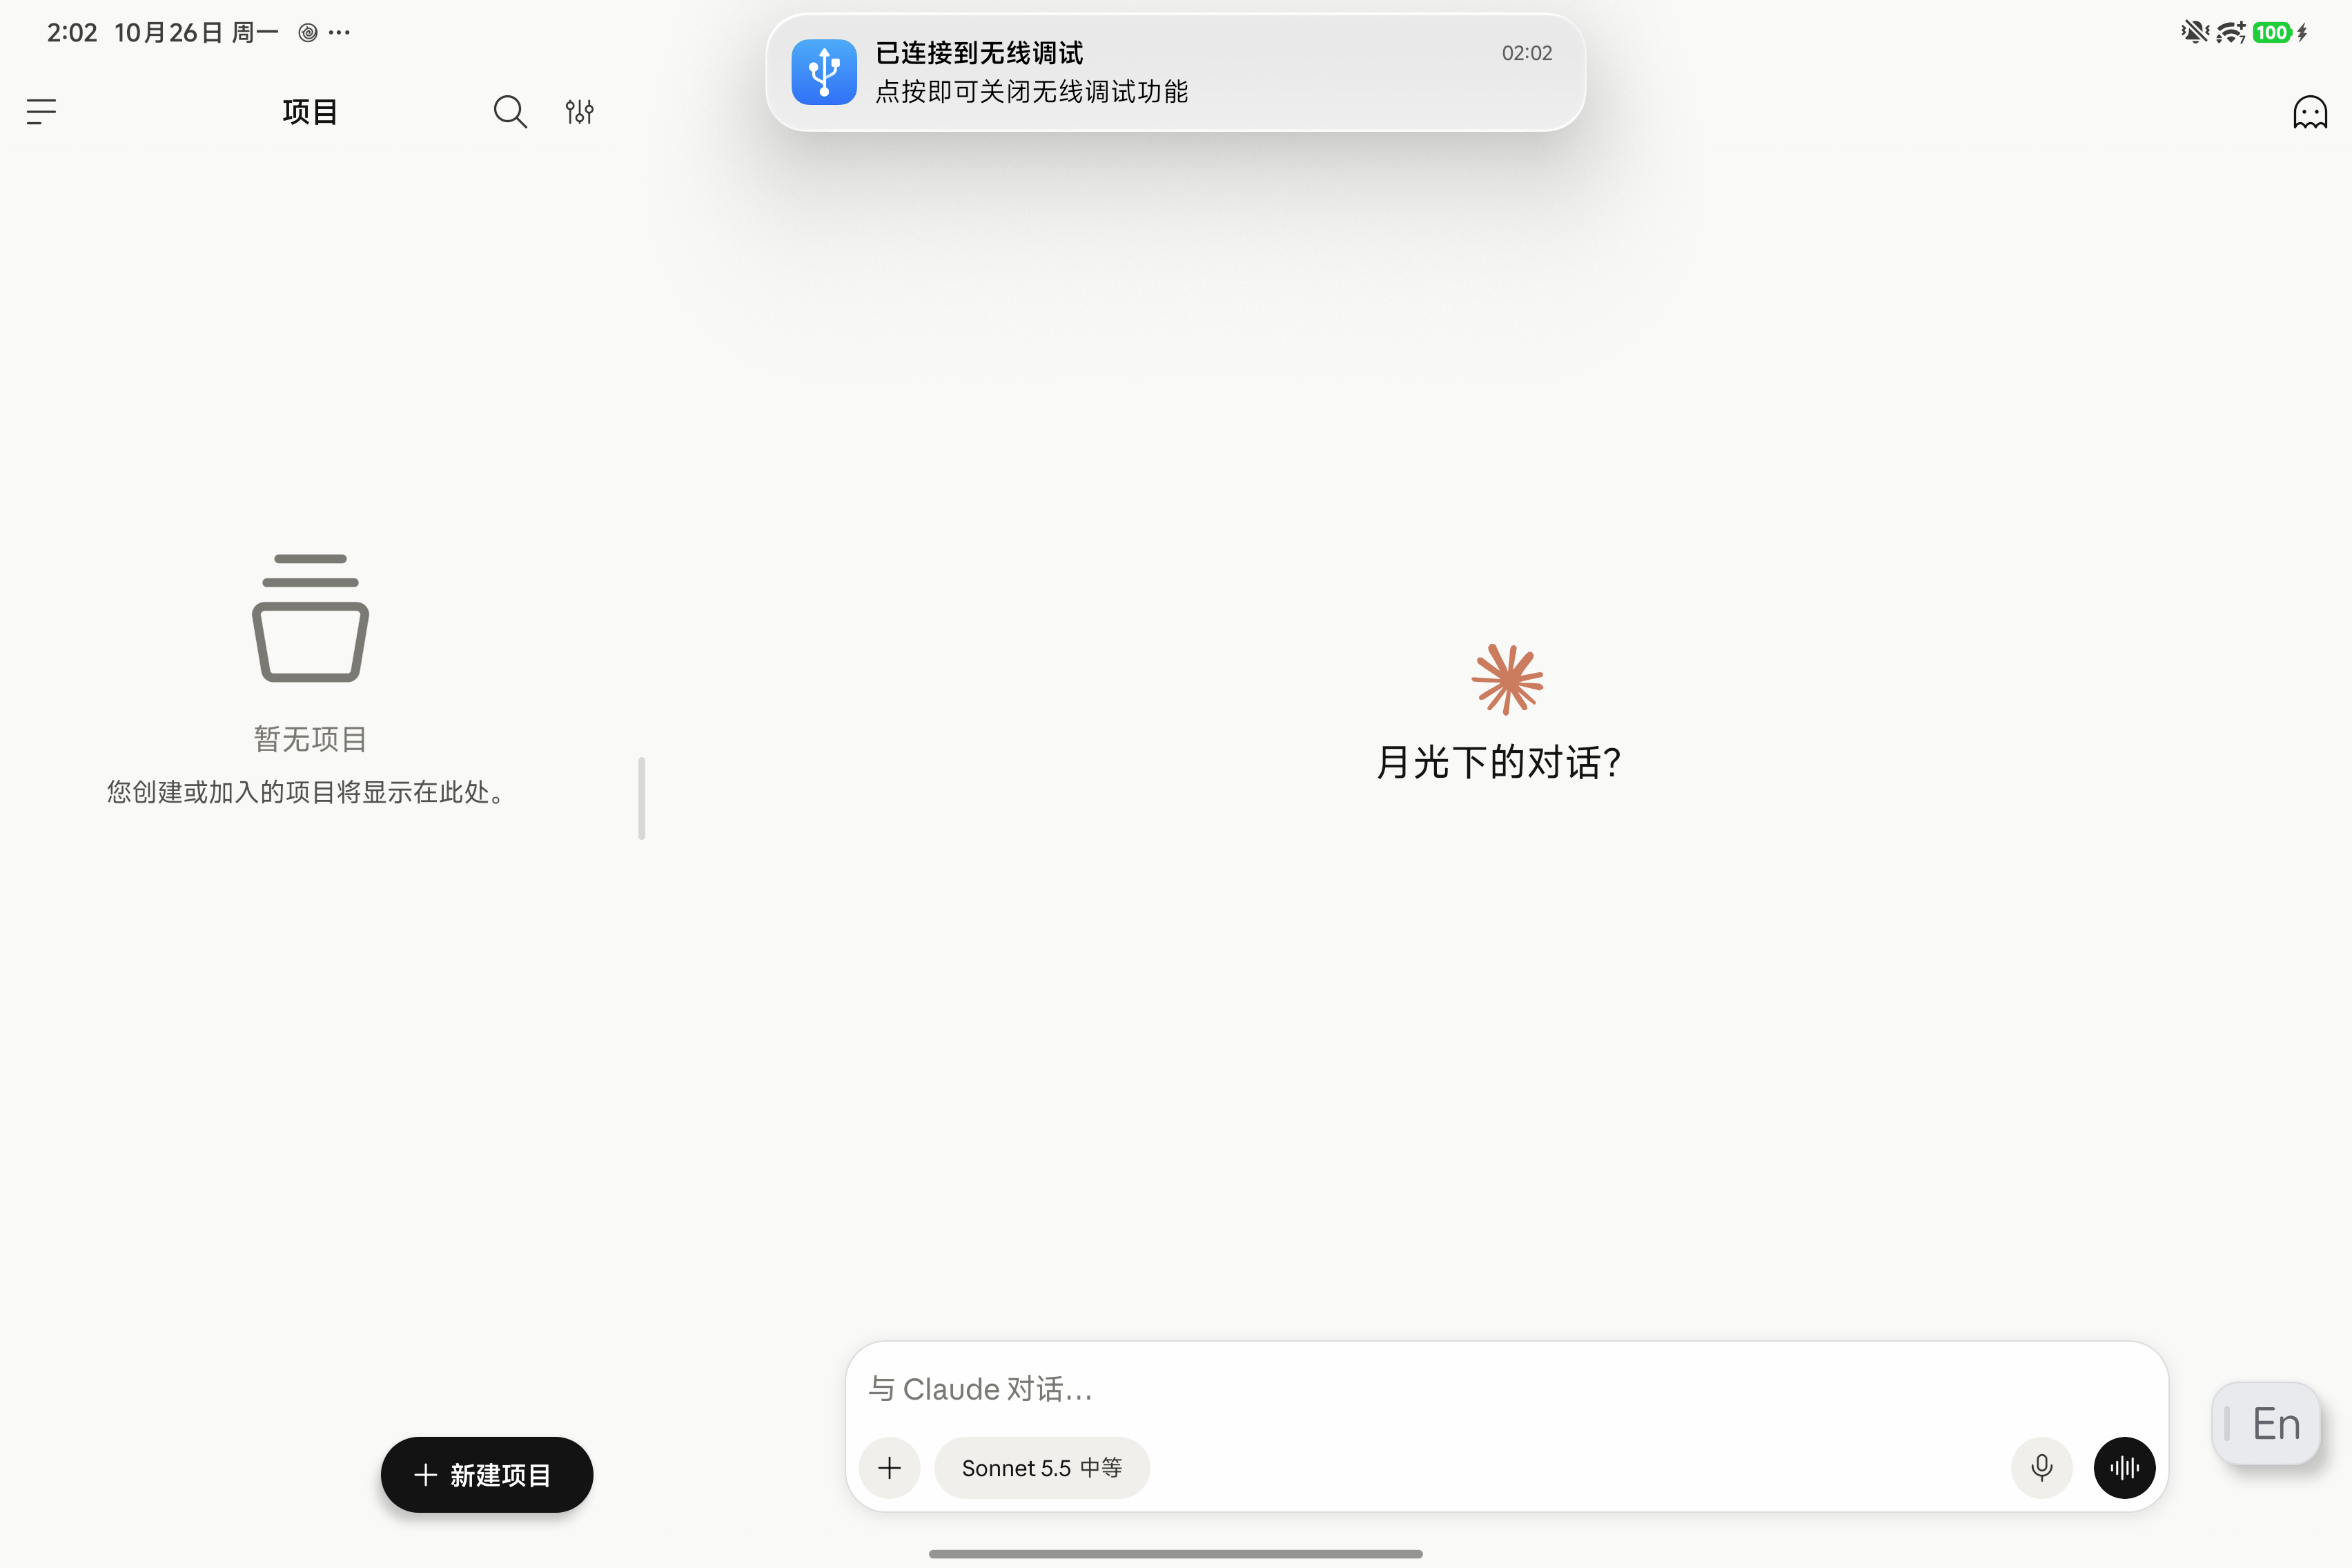 2:02 10月26日 周一
100
7
已连接到无线调试
02:02
点按即可关闭无线调试功能
项目
暂无项目
您创建或加入的项目将显示在此处。
新建项目
月光下的对话?
与 Claude 对话...
Sonnet 5.5 中等
En